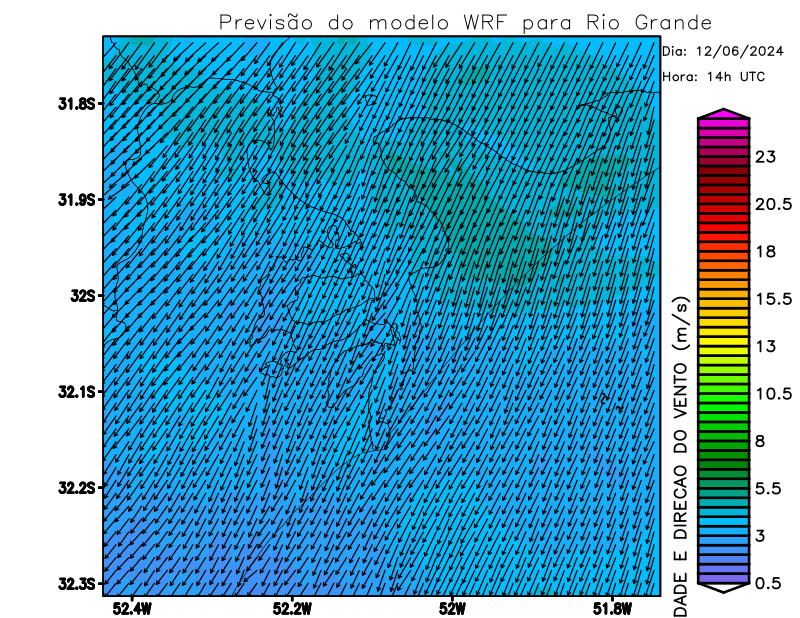 Previsão do modelo WRF para Rio Grande
Dia: 12/06/2024
Hora: 14h UTC
31.8S
31.9S
32S
32.1S
32.2S
32.3S
52.4W
52.2W
52W
51.8W
23
20.5
18
15.5
13
10.5
8
5.5
3
0.5
DADE E DIRECAO DO VENTO (m/s)